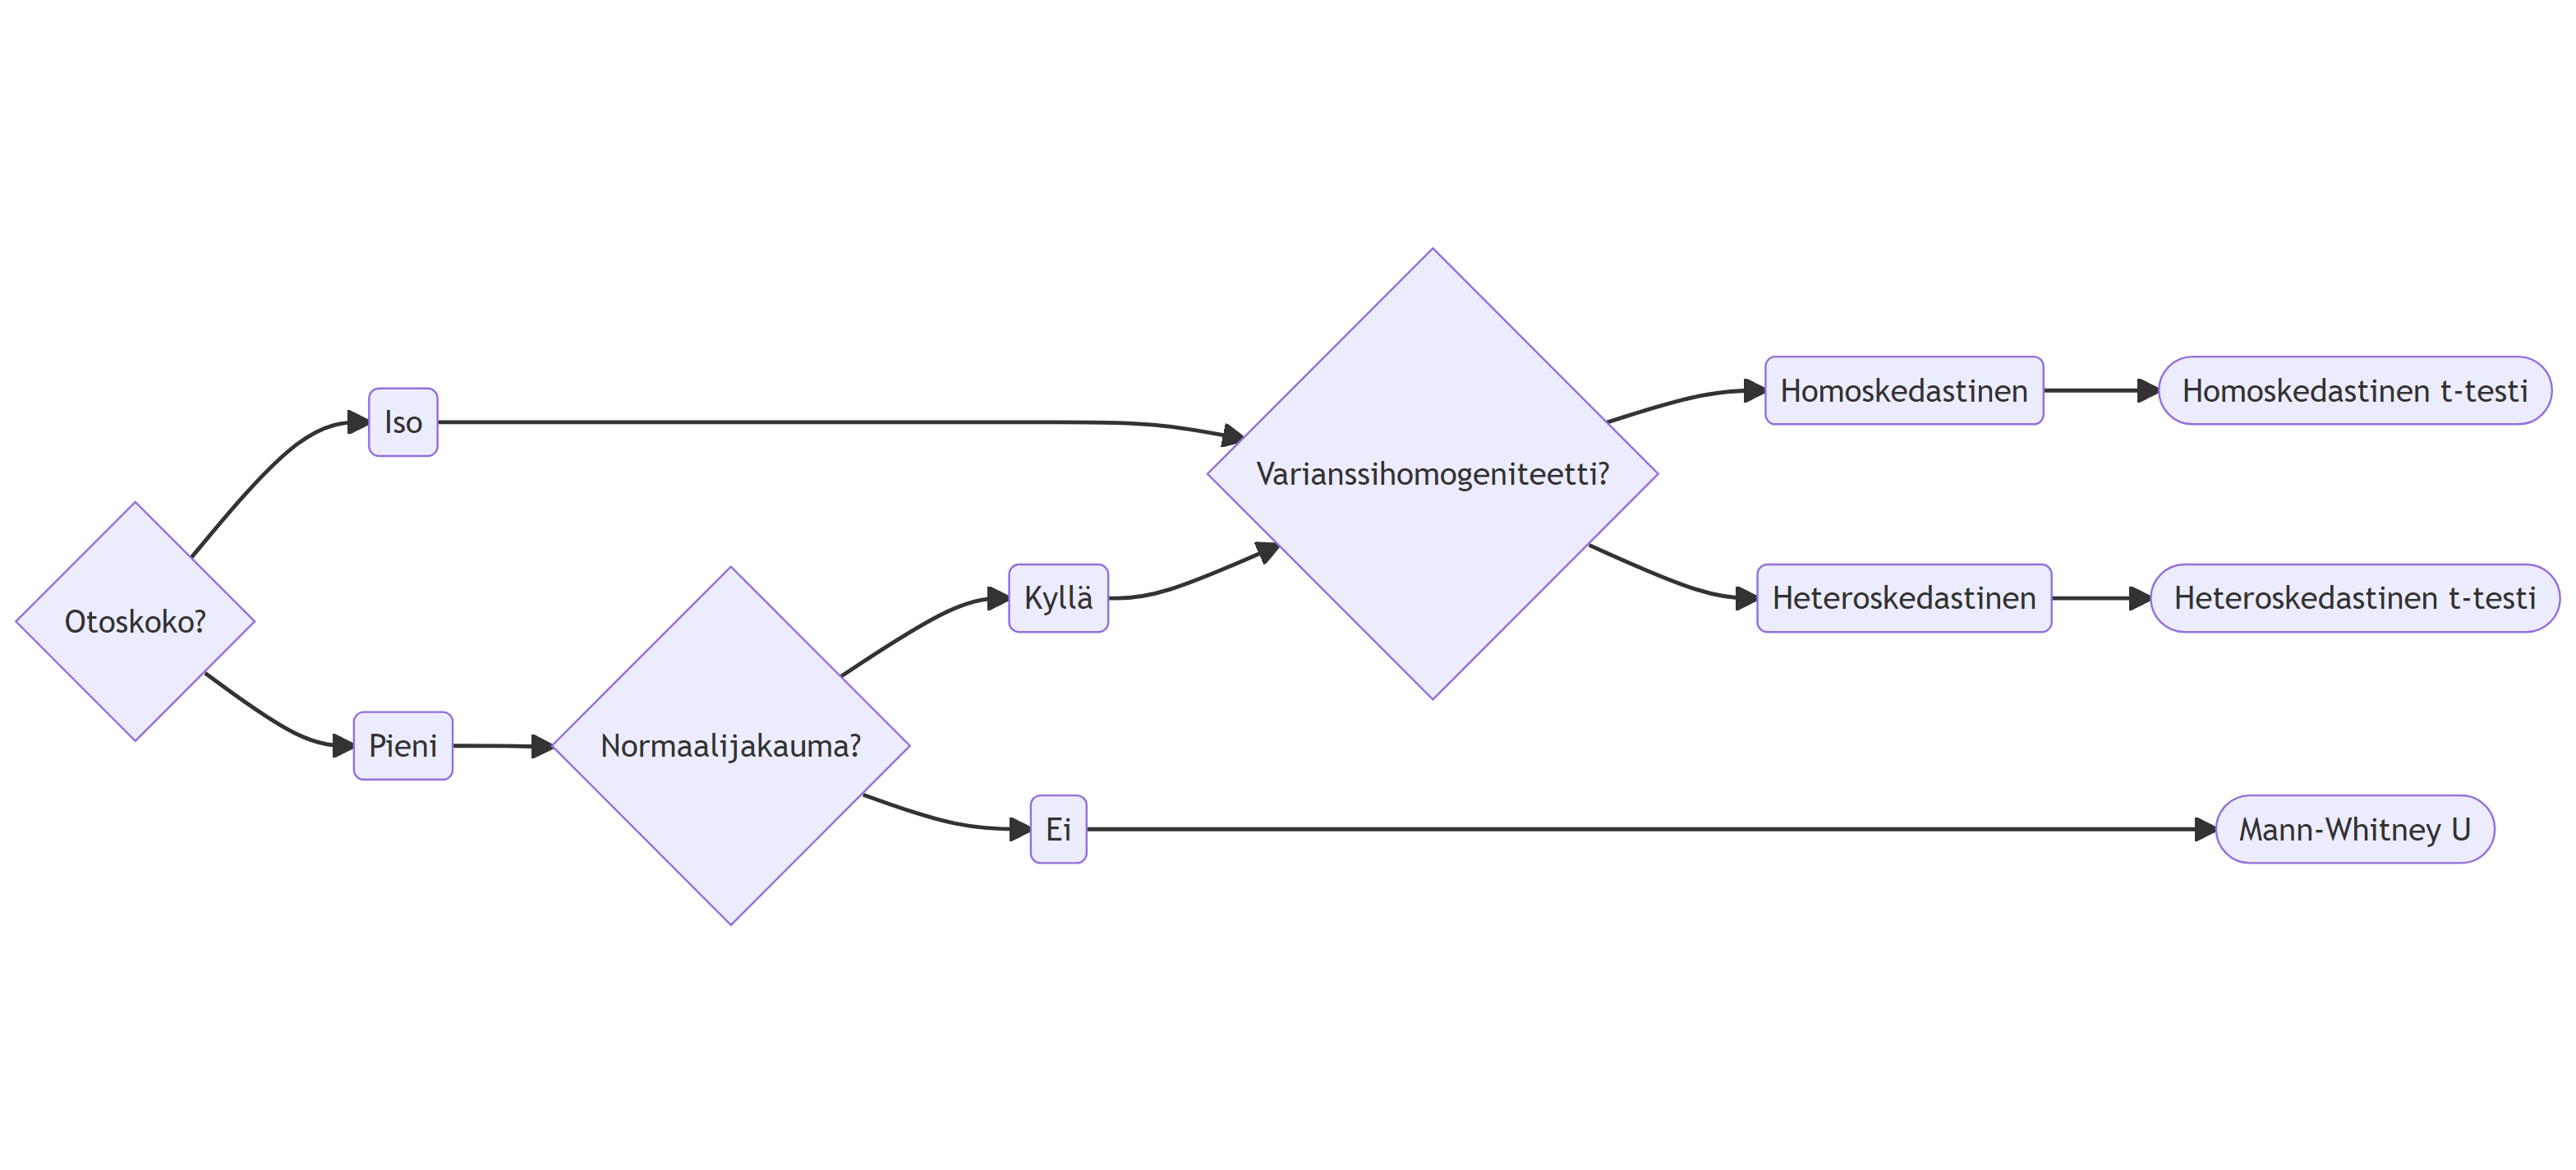 Otoskoko?
Iso
Pieni
Normaalijakauma?
Kyllä
Ei
Varianssihomogeniteetti?
Homoskedastinen
Heteroskedastinen
Homoskedastinen t-testi
Heteroskedastinen t-testi
Mann-Whitney U